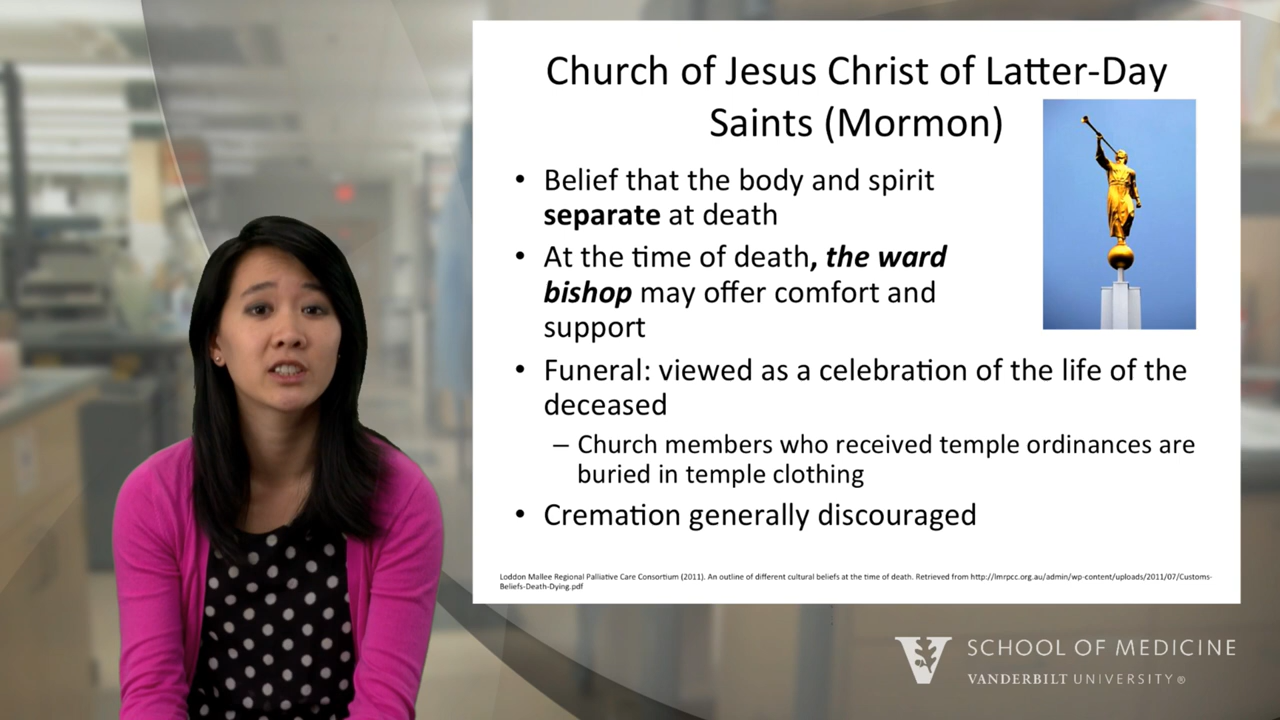 Church of Jesus Christ of Latter-Day
Saints (Mormon)
• Belief that the body and spirit
separate at death
• At the time of death, the ward
bishop may offer comfort and
support
• Funeral: viewed as a celebration of the life of the
deceased
– Church members who received temple ordinances are
buried in temple clothing
• Cremation generally discouraged
Loddon Mallee Regional Palliative Care Consortium (2011). An outline of different cultural beliefs at the time of death. Retrieved from http://lmrpcc.org.au/admin/wp-content/uploads/2011/07/Customs-
Beliefs-Death-Dying.pdf
V SCHOOL OF MEDICINE
VANDERBILT UNIVERSITY®